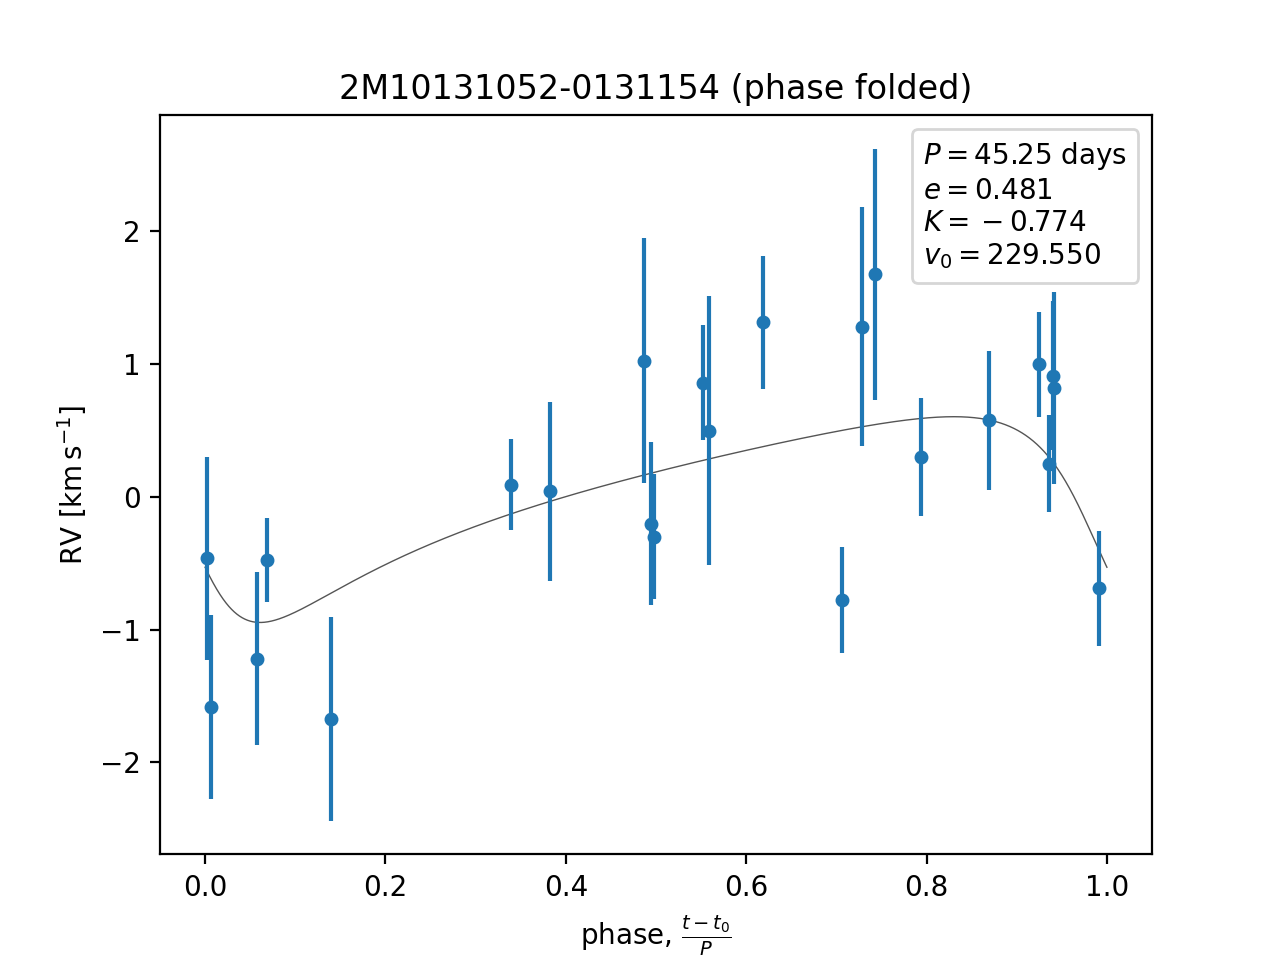 2M10131052-0131154 (phase folded)
P = 45.25 days
e = 0.481
K = −0.774
v₀ = 229.550
RV [km s⁻¹]
2
1
0
−1
−2
0.0 0.2 0.4 0.6 0.8 1.0
phase, (t − t₀)/P